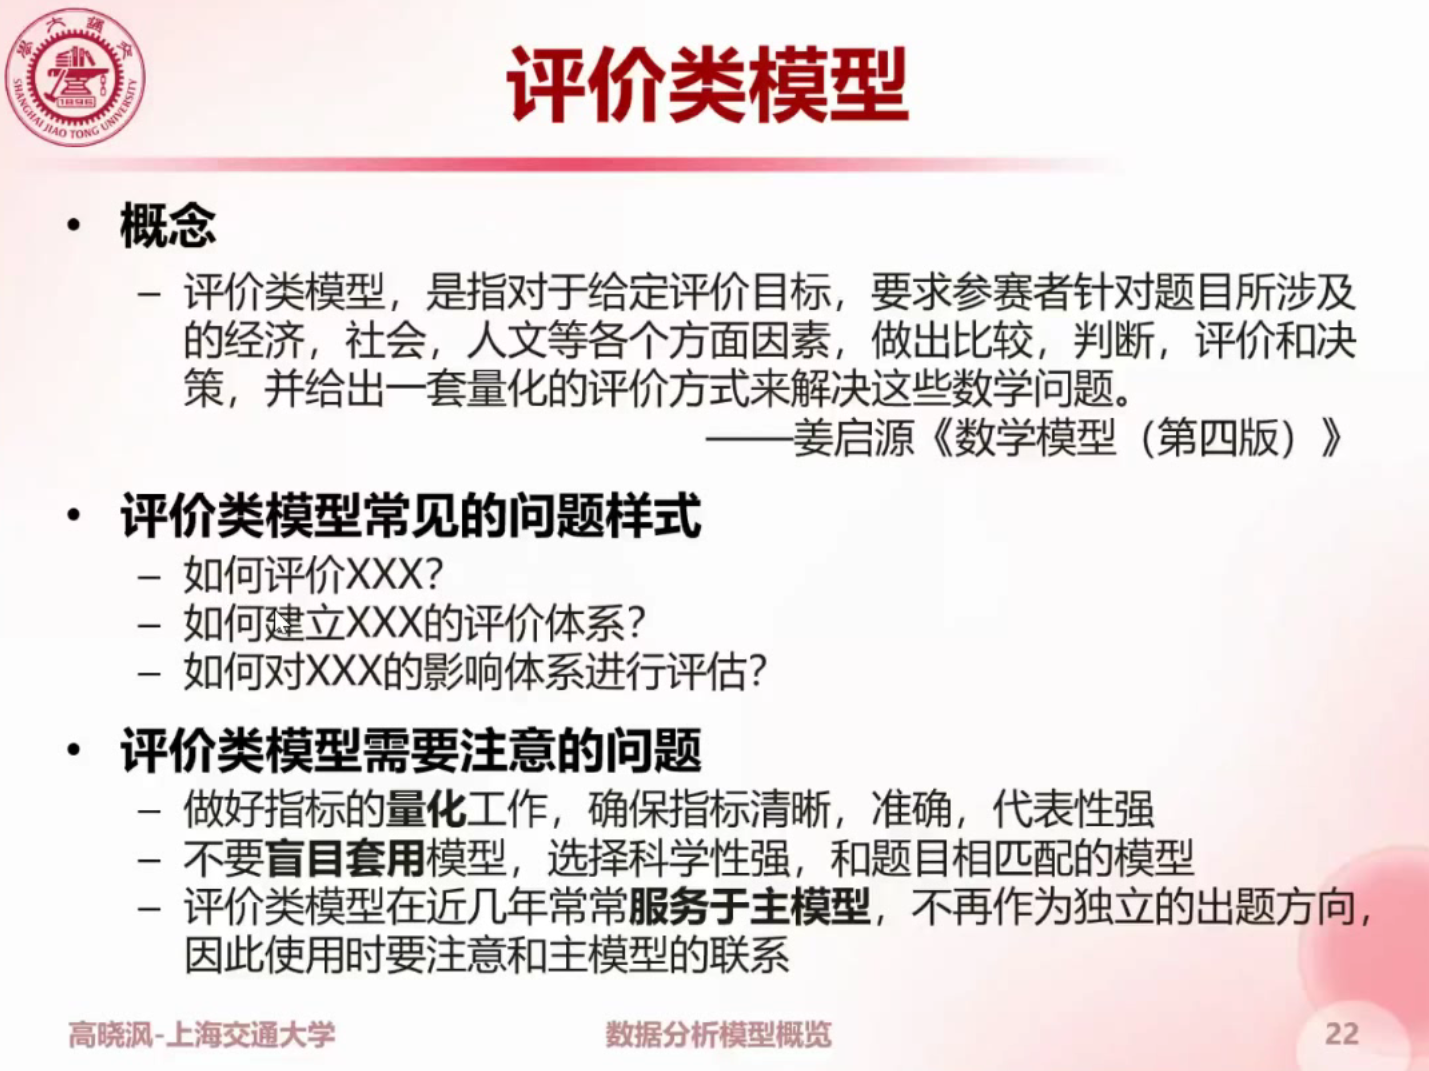 交通大學
SHANGHAI JIAO TONG UNIVERSITY
1896
评价类模型
• 概念
– 评价类模型，是指对于给定评价目标，要求参赛者针对题目所涉及
的经济，社会，人文等各个方面因素，做出比较，判断，评价和决
策，并给出一套量化的评价方式来解决这些数学问题。
——姜启源《数学模型（第四版）》
• 评价类模型常见的问题样式
– 如何评价XXX？
– 如何建立XXX的评价体系？
– 如何对XXX的影响体系进行评估？
• 评价类模型需要注意的问题
– 做好指标的量化工作，确保指标清晰，准确，代表性强
– 不要盲目套用模型，选择科学性强，和题目相匹配的模型
– 评价类模型在近几年常常服务于主模型，不再作为独立的出题方向，
因此使用时要注意和主模型的联系
高晓沨-上海交通大学
数据分析模型概览
22